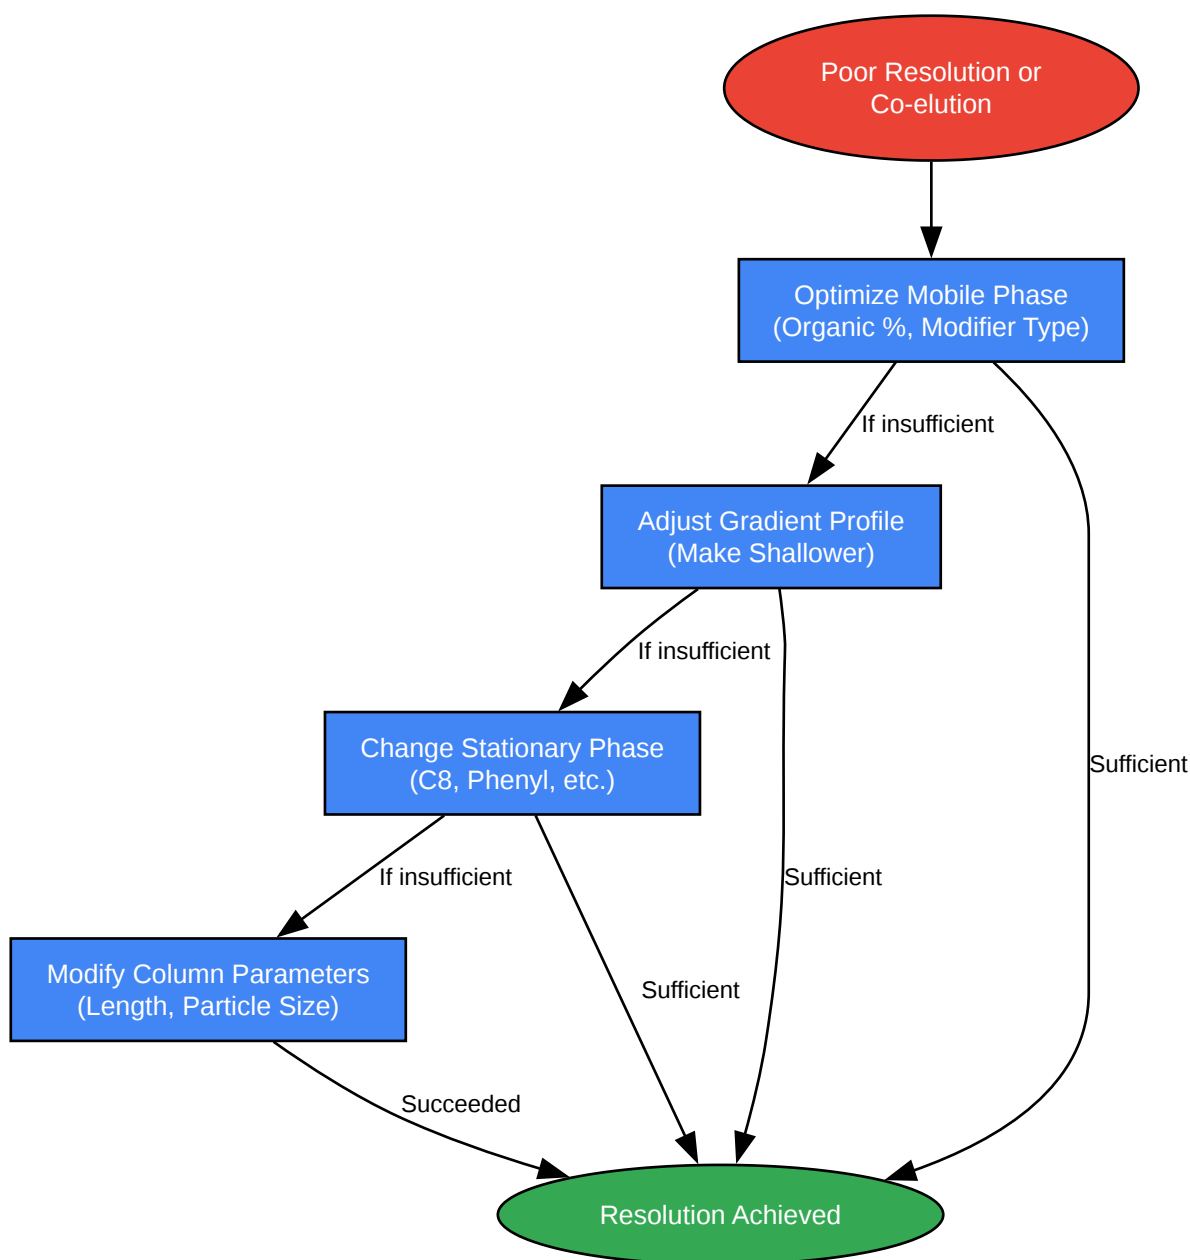 Poor Resolution or
Co-elution
Optimize Mobile Phase
(Organic %, Modifier Type)
If insufficient
Adjust Gradient Profile
(Make Shallower)
If insufficient
Change Stationary Phase
(C8, Phenyl, etc.)
Sufficient
If insufficient
Sufficient
Modify Column Parameters
(Length, Particle Size)
Sufficient
Succeeded
Resolution Achieved